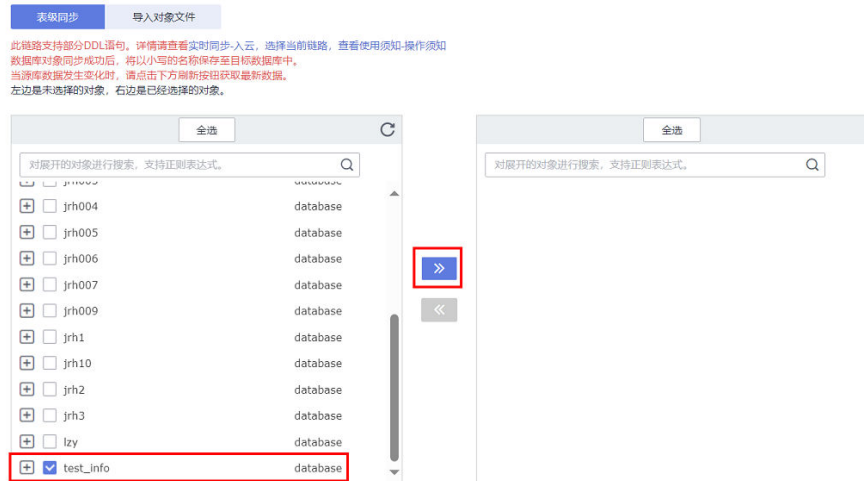 表级同步
导入对象文件
此链路支持部分DDL语句。详情请查看实时同步-入云，选择当前链路，查看使用须知-操作须知
数据库对象同步成功后，将以小写的名称保存至目标数据库中。
当源库数据发生变化时，请点击下方刷新按钮获取最新数据。
左边是未选择的对象，右边是已经选择的对象。
全选
对展开的对象进行搜索，支持正则表达式。
database
jrh004 database
jrh005 database
jrh006 database
jrh007 database
jrh009 database
jrh1 database
jrh10 database
jrh2 database
jrh3 database
lzy database
test_info database
全选
对展开的对象进行搜索，支持正则表达式。